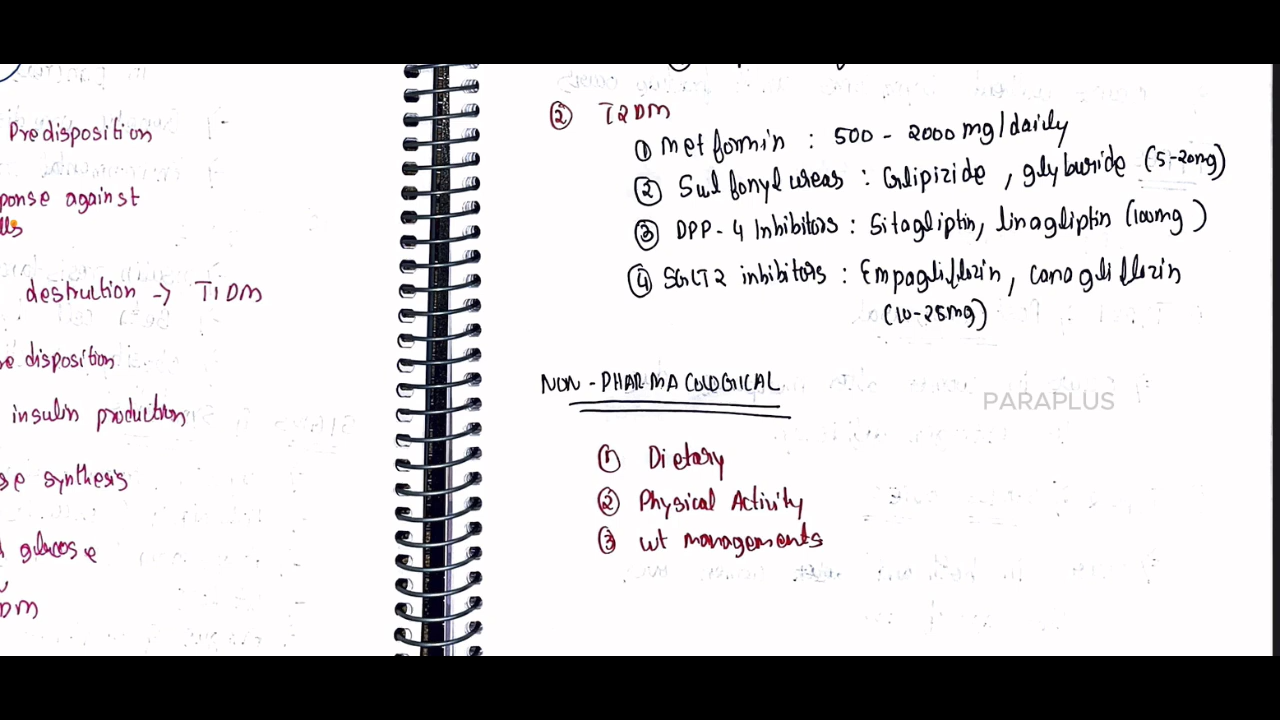 Predisposition
ponse against
lls
destruction -> T1DM
re disposition
insulin production
se synthesis
d glucose
DM
② T2DM
① Metformin : 500 - 2000 mg/daily
② Sulfonylureas : Glipizide, glyburide (5-20mg)
③ DPP-4 Inhibitors : Sitagliptin, linagliptin (100mg)
④ SGLT2 inhibitors : Empagliflozin, canagliflozin
(10-25mg)
NON-PHARMACOLOGICAL
PARAPLUS
① Dietary
② Physical Activity
③ wt managements